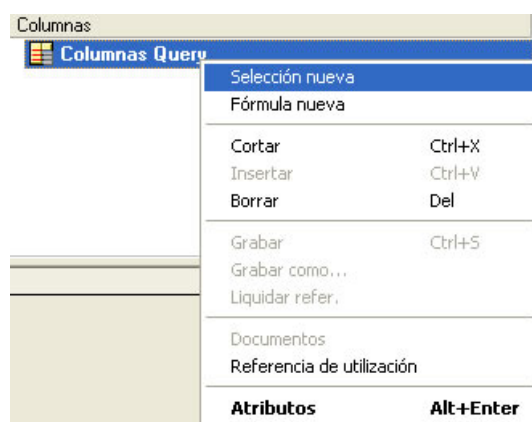 Columnas
Columnas Query
Selección nueva
Fórmula nueva
Cortar Ctrl+X
Insertar Ctrl+V
Borrar Del
Grabar Ctrl+S
Grabar como...
Liquidar refer.
Documentos
Referencia de utilización
Atributos Alt+Enter